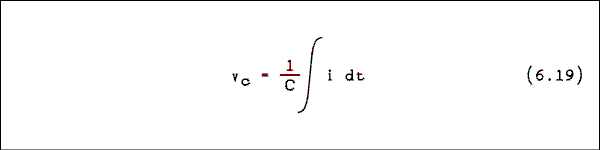 v_c = 1/C ∫ i dt (6.19)